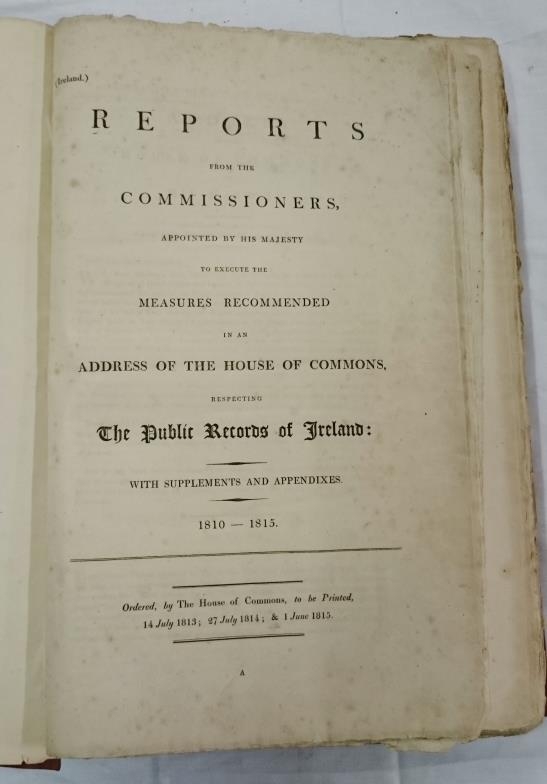 (Ireland.)
REPORTS
FROM THE
COMMISSIONERS,
APPOINTED BY HIS MAJESTY
TO EXECUTE THE
MEASURES RECOMMENDED
IN AN
ADDRESS OF THE HOUSE OF COMMONS,
RESPECTING
The Public Records of Ireland:
WITH SUPPLEMENTS AND APPENDIXES.
1810 — 1815.
Ordered, by The House of Commons, to be Printed,
14 July 1813; 27 July 1814; & 1 June 1815.
A